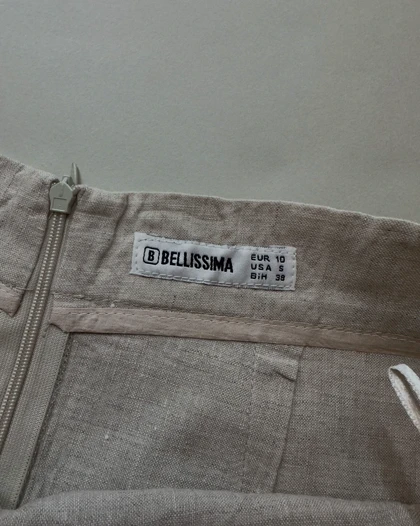 B BELLISSIMA
EUR 10
USA S
BiH 38